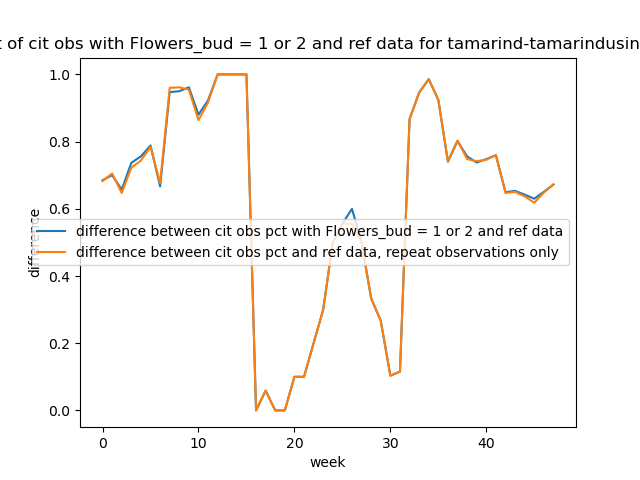 of cit obs with Flowers_bud = 1 or 2 and ref data for tamarind-tamarindusin
1.0
0.8
0.6
0.4
0.2
0.0
difference
difference between cit obs pct with Flowers_bud = 1 or 2 and ref data
difference between cit obs pct and ref data, repeat observations only
0 10 20 30 40
week